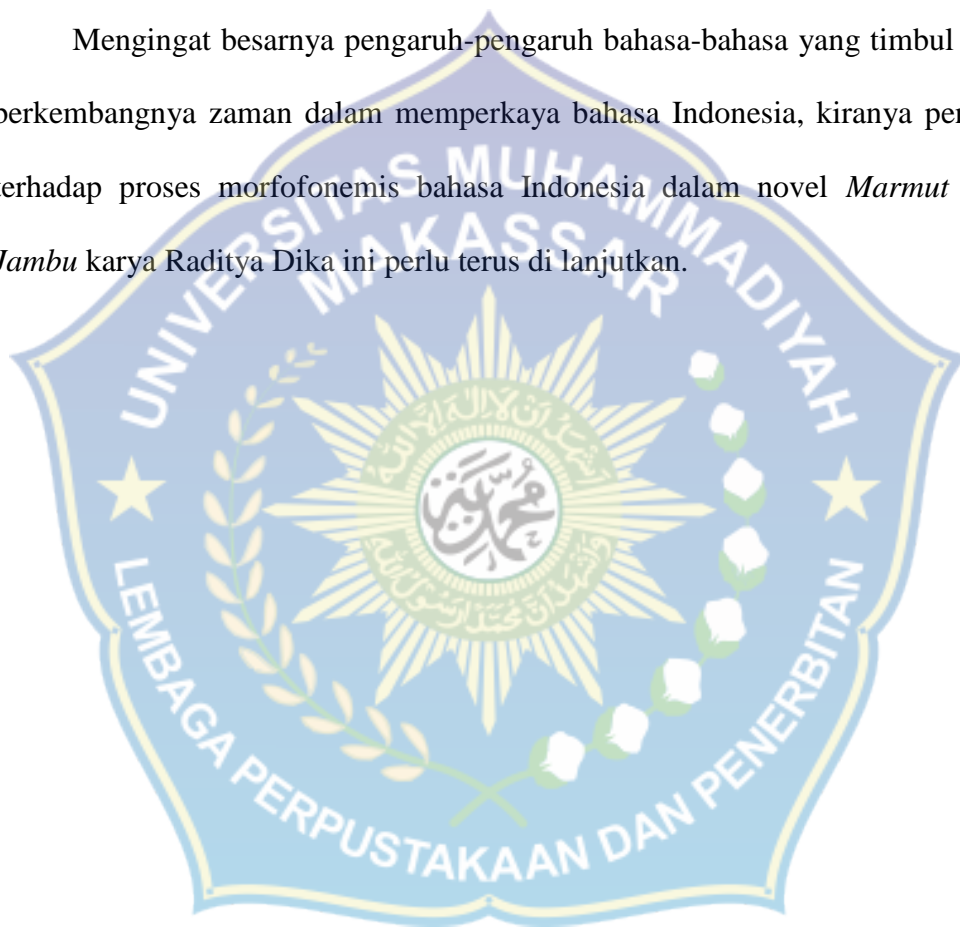 Mengingat besarnya pengaruh-pengaruh bahasa-bahasa yang timbul
berkembangnya zaman dalam memperkaya bahasa Indonesia, kiranya
terhadap proses morfofonemis bahasa Indonesia dalam novel Marmut
Jambu karya Raditya Dika ini perlu terus di lanjutkan.
UNIVERSITAS MUHAMMADIYAH
MAKASSAR
LEMBAGA PERPUSTAKAAN DAN PENERBITAN